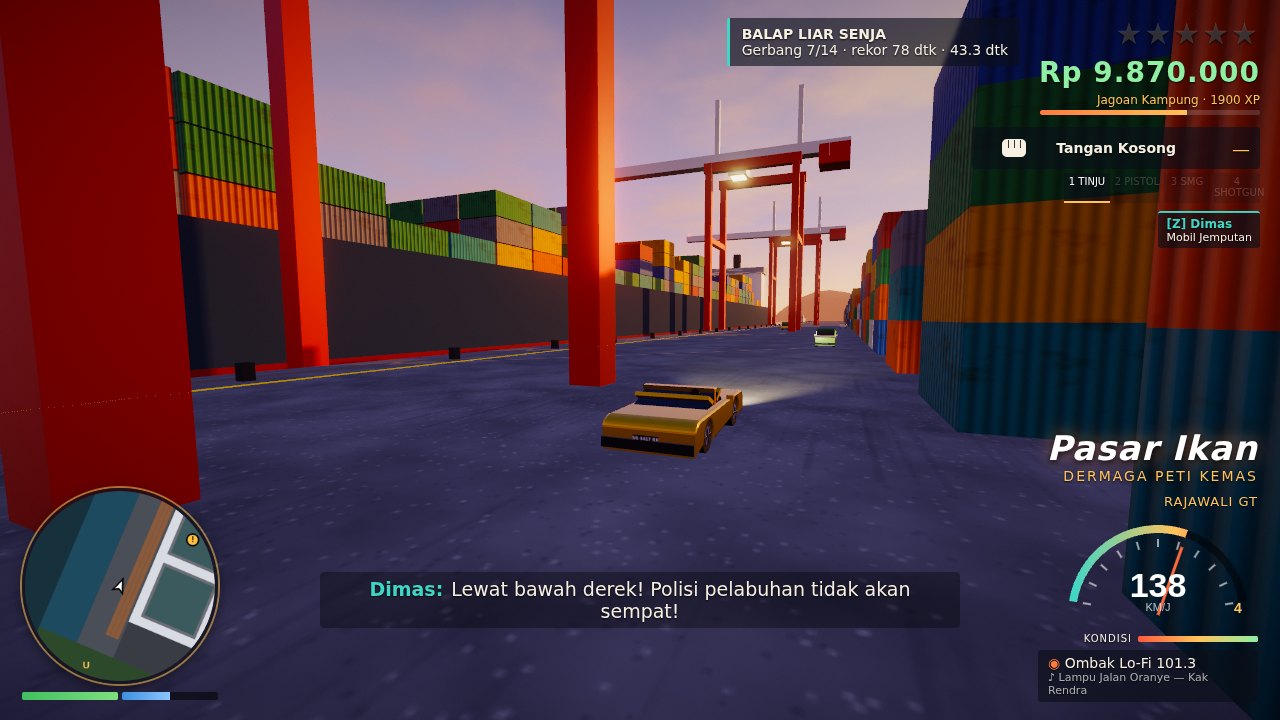 BALAP LIAR SENJA
Gerbang 7/14 · rekor 78 dtk · 43.3 dtk
★★★★★
Rp 9.870.000
Jagoan Kampung · 1900 XP
Tangan Kosong —
1 TINJU 2 PISTOL 3 SMG 4 SHOTGUN
[Z] Dimas
Mobil Jemputan
Pasar Ikan
DERMAGA PETI KEMAS
RAJAWALI GT
138
KM/J
4
KONDISI
Dimas: Lewat bawah derek! Polisi pelabuhan tidak akan
sempat!
◉ Ombak Lo-Fi 101.3
♪ Lampu Jalan Oranye — Kak
Rendra
!
U